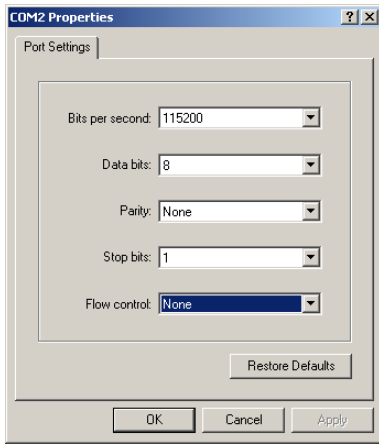 COM2 Properties
Port Settings
Bits per second: 115200
Data bits: 8
Parity: None
Stop bits: 1
Flow control: None
Restore Defaults
OK Cancel Apply